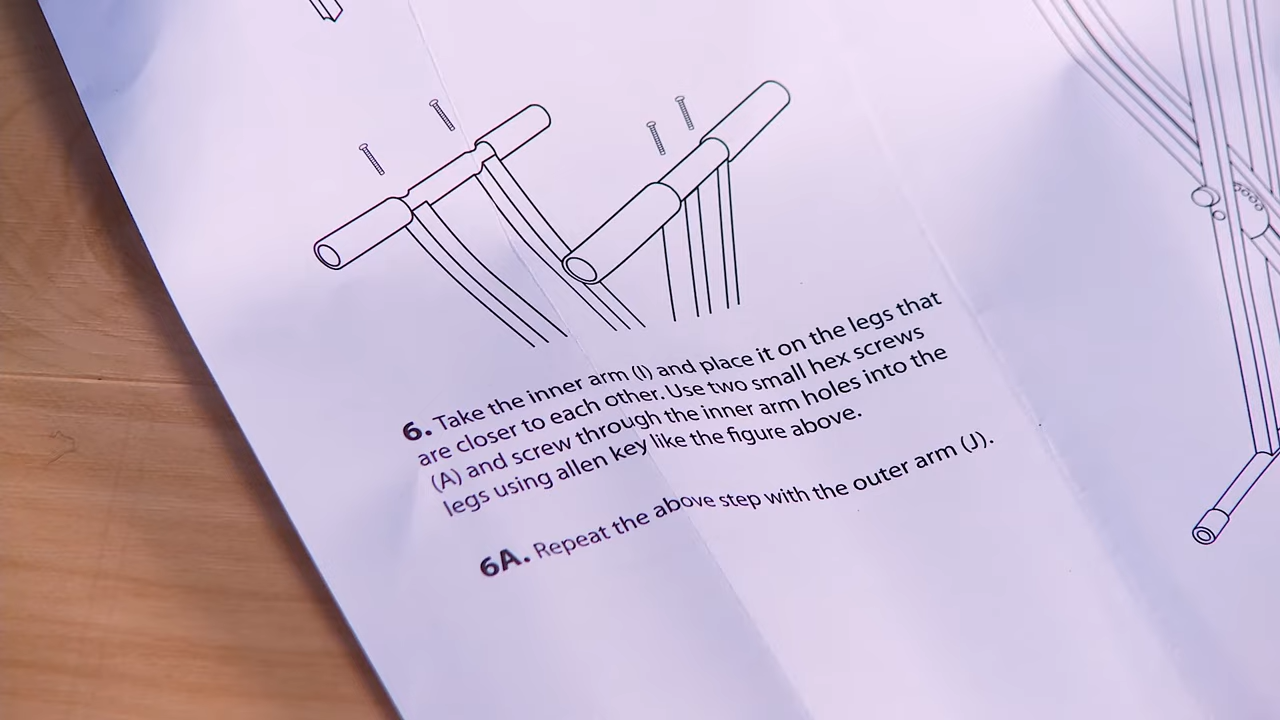 6. Take the inner arm (I) and place it on the legs that
are closer to each other. Use two small hex screws
(A) and screw through the inner arm holes into the
legs using allen key like the figure above.
6A. Repeat the above step with the outer arm (J).